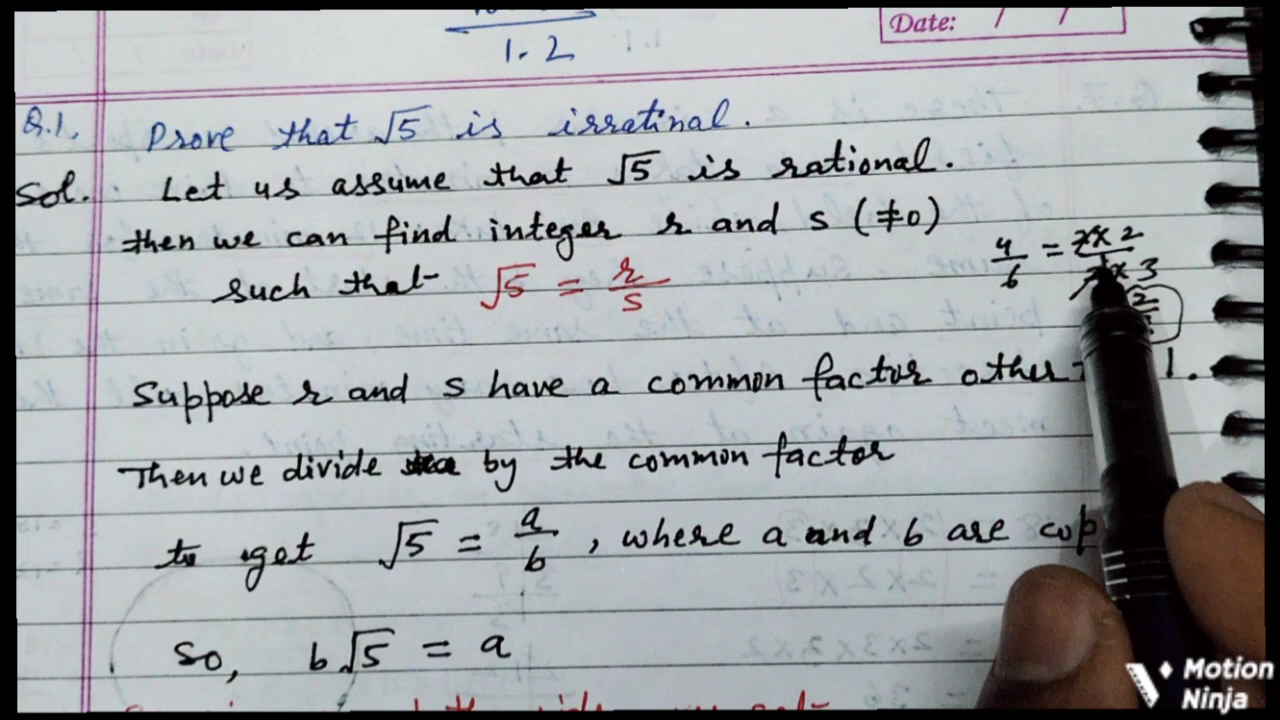 1.2
Date: / /
Q.1. Prove that √5 is irratinal.
Sol. Let us assume that √5 is rational.
then we can find integer r and s (≠0)
such that √5 = r/s
4/6 = 2×2
×3
2
Suppose r and s have a common factor other 1.
Then we divide by the common factor
to get √5 = a/b, where a and b are cop
So, b√5 = a
Motion
Ninja